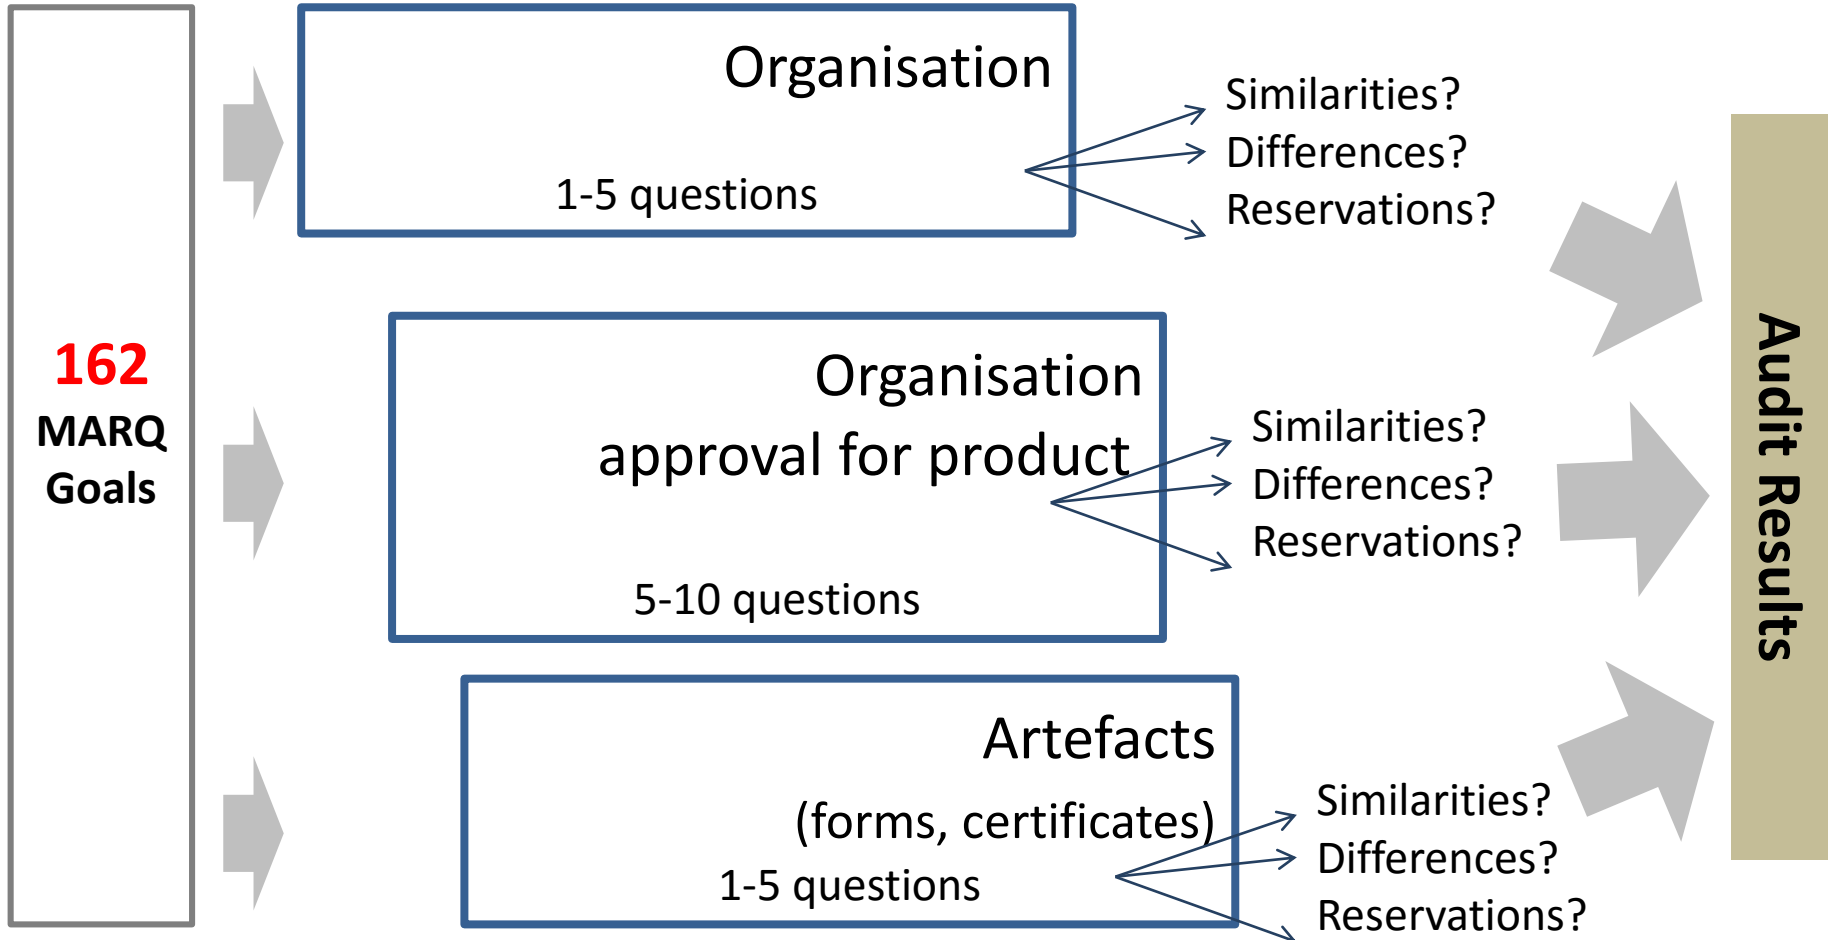 162
MARQ
Goals
Organisation
1-5 questions
Similarities?
Differences?
Reservations?
Organisation
approval for product
5-10 questions
Similarities?
Differences?
Reservations?
Artefacts
(forms, certificates)
1-5 questions
Similarities?
Differences?
Reservations?
Audit Results